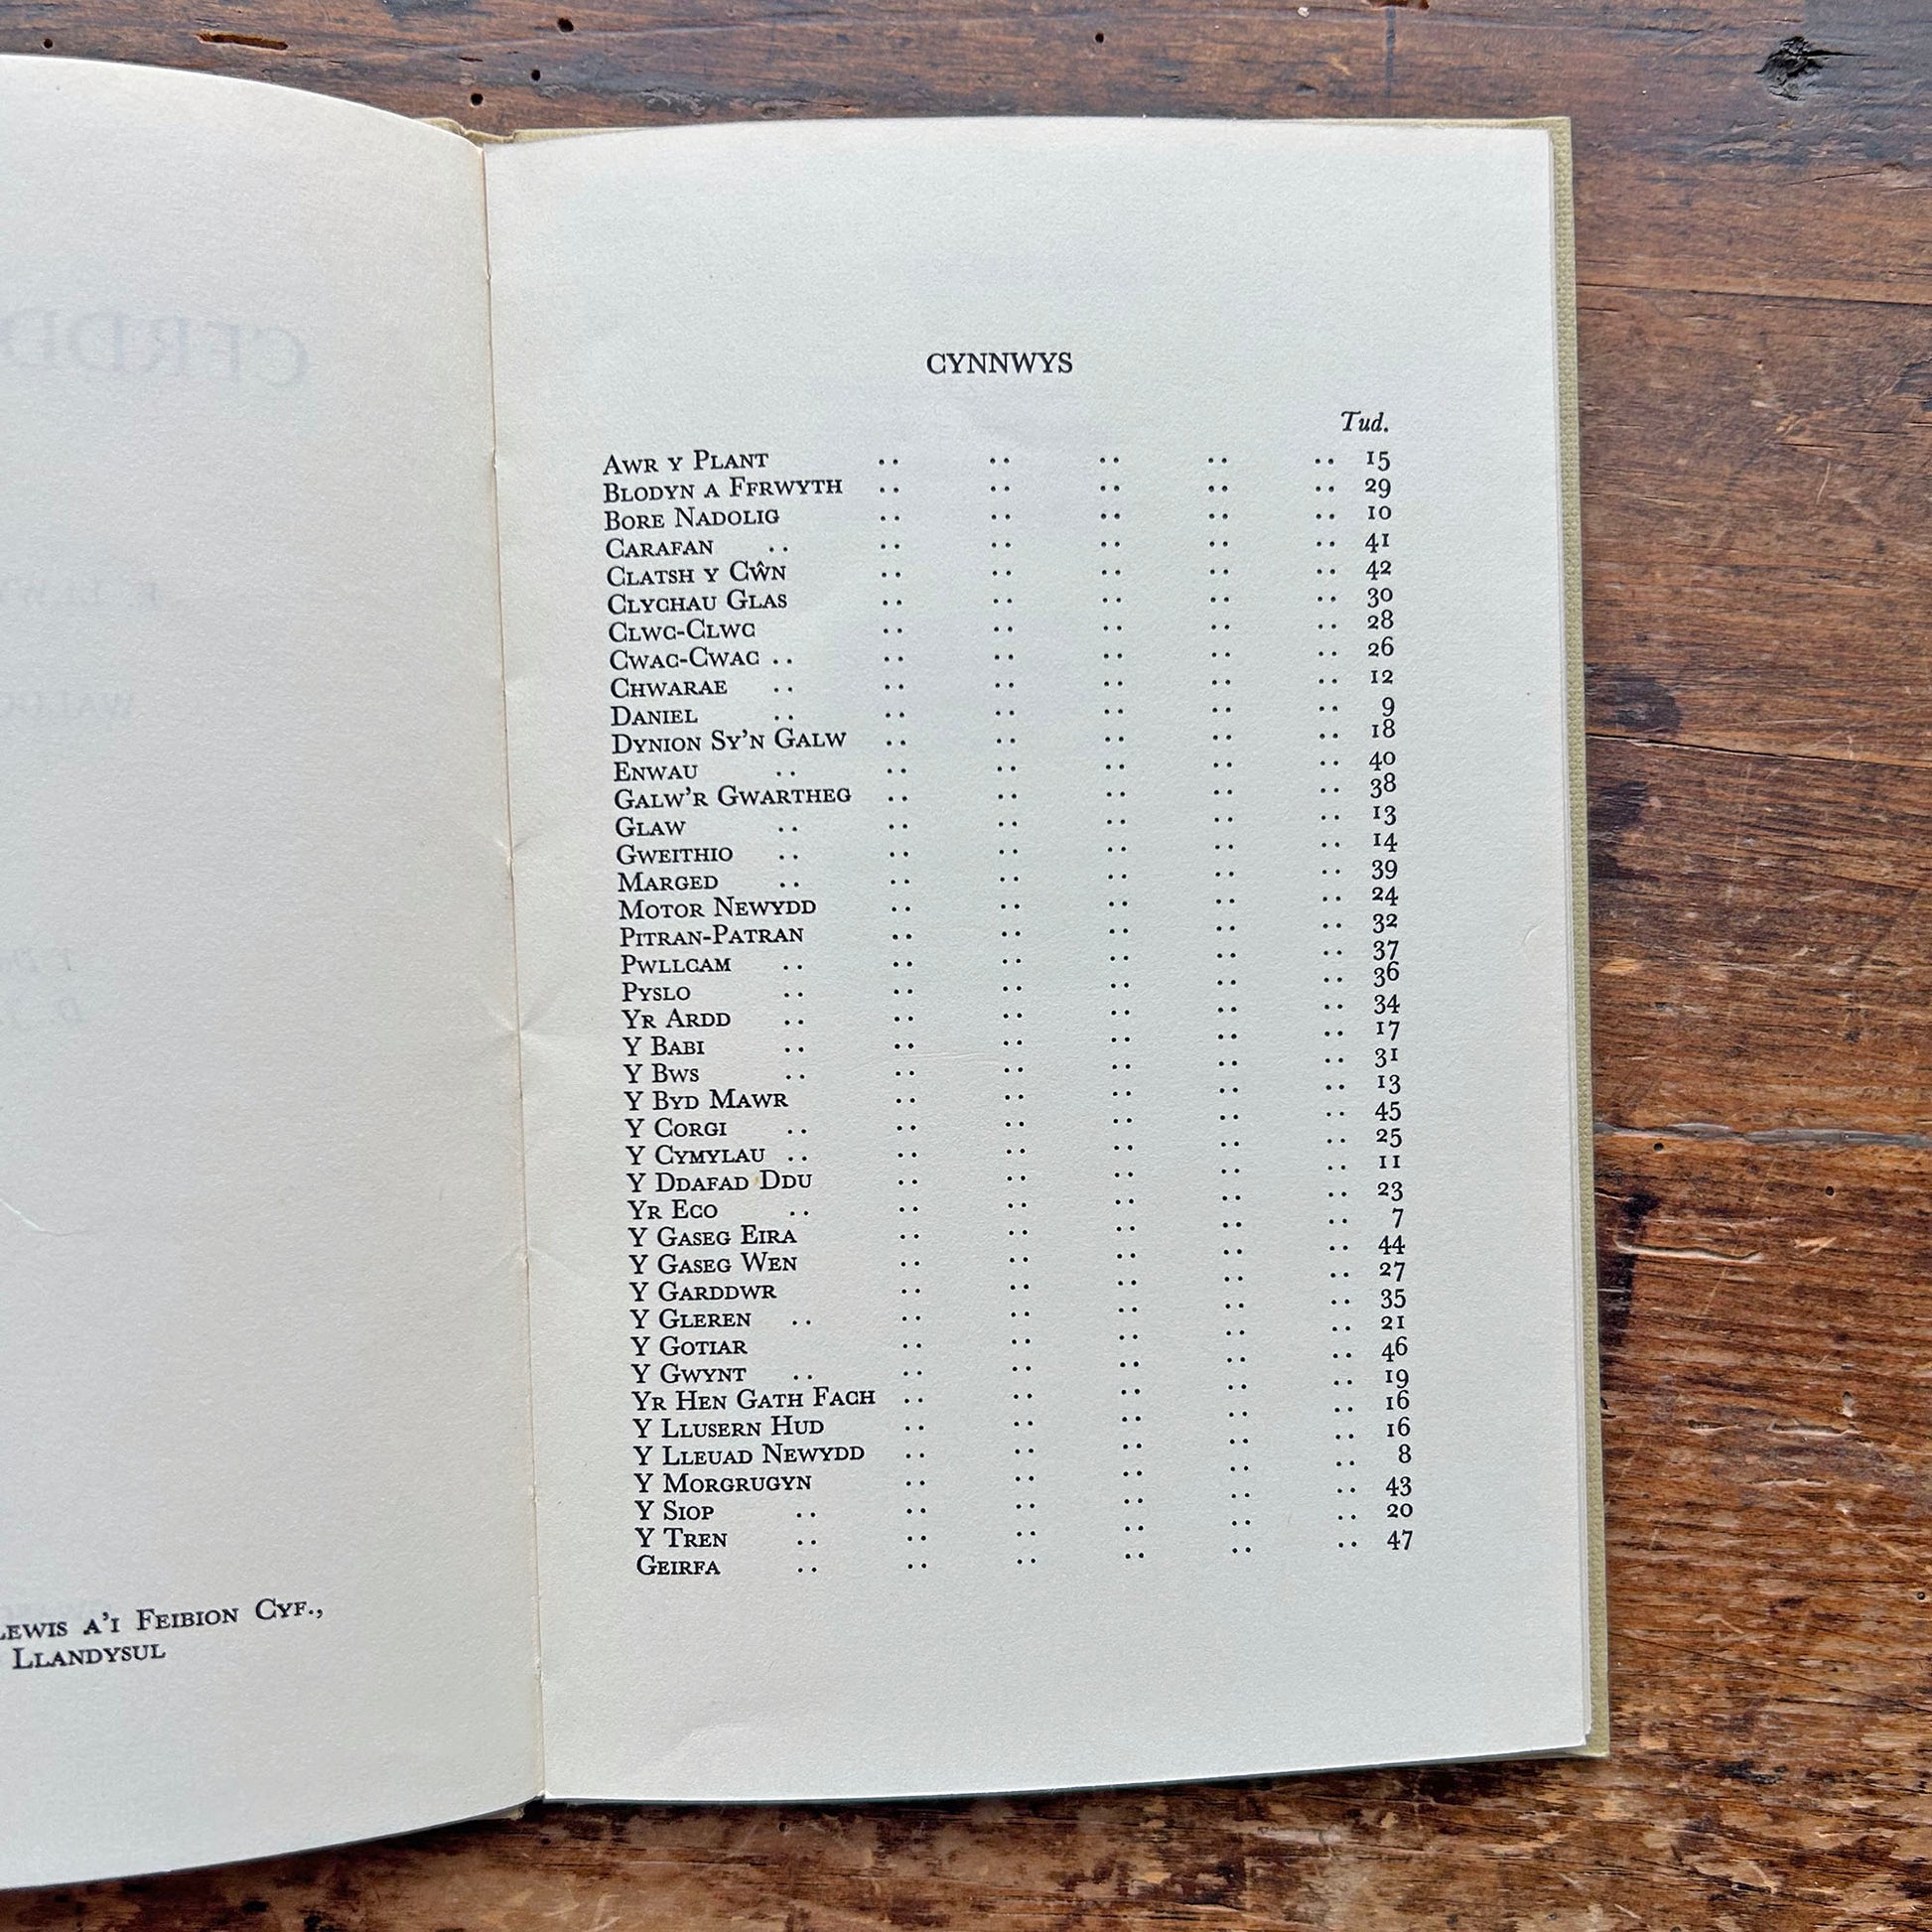 Lewis a'i Feibion Cyf.,
Llandysul
CYNNWYS
Tud.
Awr y Plant .. .. .. .. .. 15
Blodyn a Ffrwyth .. .. .. .. .. 29
Bore Nadolig .. .. .. .. .. 10
Carafan .. .. .. .. .. .. 41
Clatsh y Cŵn .. .. .. .. .. 42
Clychau Glas .. .. .. .. .. 30
Clwc-Clwc .. .. .. .. .. 28
Cwac-Cwac .. .. .. .. .. .. 26
Chwarae .. .. .. .. .. .. 12
Daniel .. .. .. .. .. .. 9
Dynion Sy'n Galw .. .. .. .. .. 18
Enwau .. .. .. .. .. .. 40
Galw'r Gwartheg .. .. .. .. .. 38
Glaw .. .. .. .. .. .. 13
Gweithio .. .. .. .. .. .. 14
Marged .. .. .. .. .. .. 39
Motor Newydd .. .. .. .. .. 24
Pitran-Patran .. .. .. .. .. 32
Pwllcam .. .. .. .. .. .. 37
Pyslo .. .. .. .. .. .. 36
Yr Ardd .. .. .. .. .. .. 34
Y Babi .. .. .. .. .. .. 17
Y Bws .. .. .. .. .. .. 31
Y Byd Mawr .. .. .. .. .. 13
Y Corgi .. .. .. .. .. .. 45
Y Cymylau .. .. .. .. .. .. 25
Y Ddafad Ddu .. .. .. .. .. 11
Yr Eco .. .. .. .. .. .. 23
Y Gaseg Eira .. .. .. .. .. 7
Y Gaseg Wen .. .. .. .. .. 44
Y Garddwr .. .. .. .. .. 27
Y Gleren .. .. .. .. .. .. 35
Y Gotiar .. .. .. .. .. 21
Y Gwynt .. .. .. .. .. .. 46
Yr Hen Gath Fach .. .. .. .. .. 19
Y Llusern Hud .. .. .. .. .. 16
Y Lleuad Newydd .. .. .. .. .. 16
Y Morgrugyn .. .. .. .. .. 8
Y Siop .. .. .. .. .. .. 43
Y Tren .. .. .. .. .. .. 20
Geirfa .. .. .. .. .. .. 47